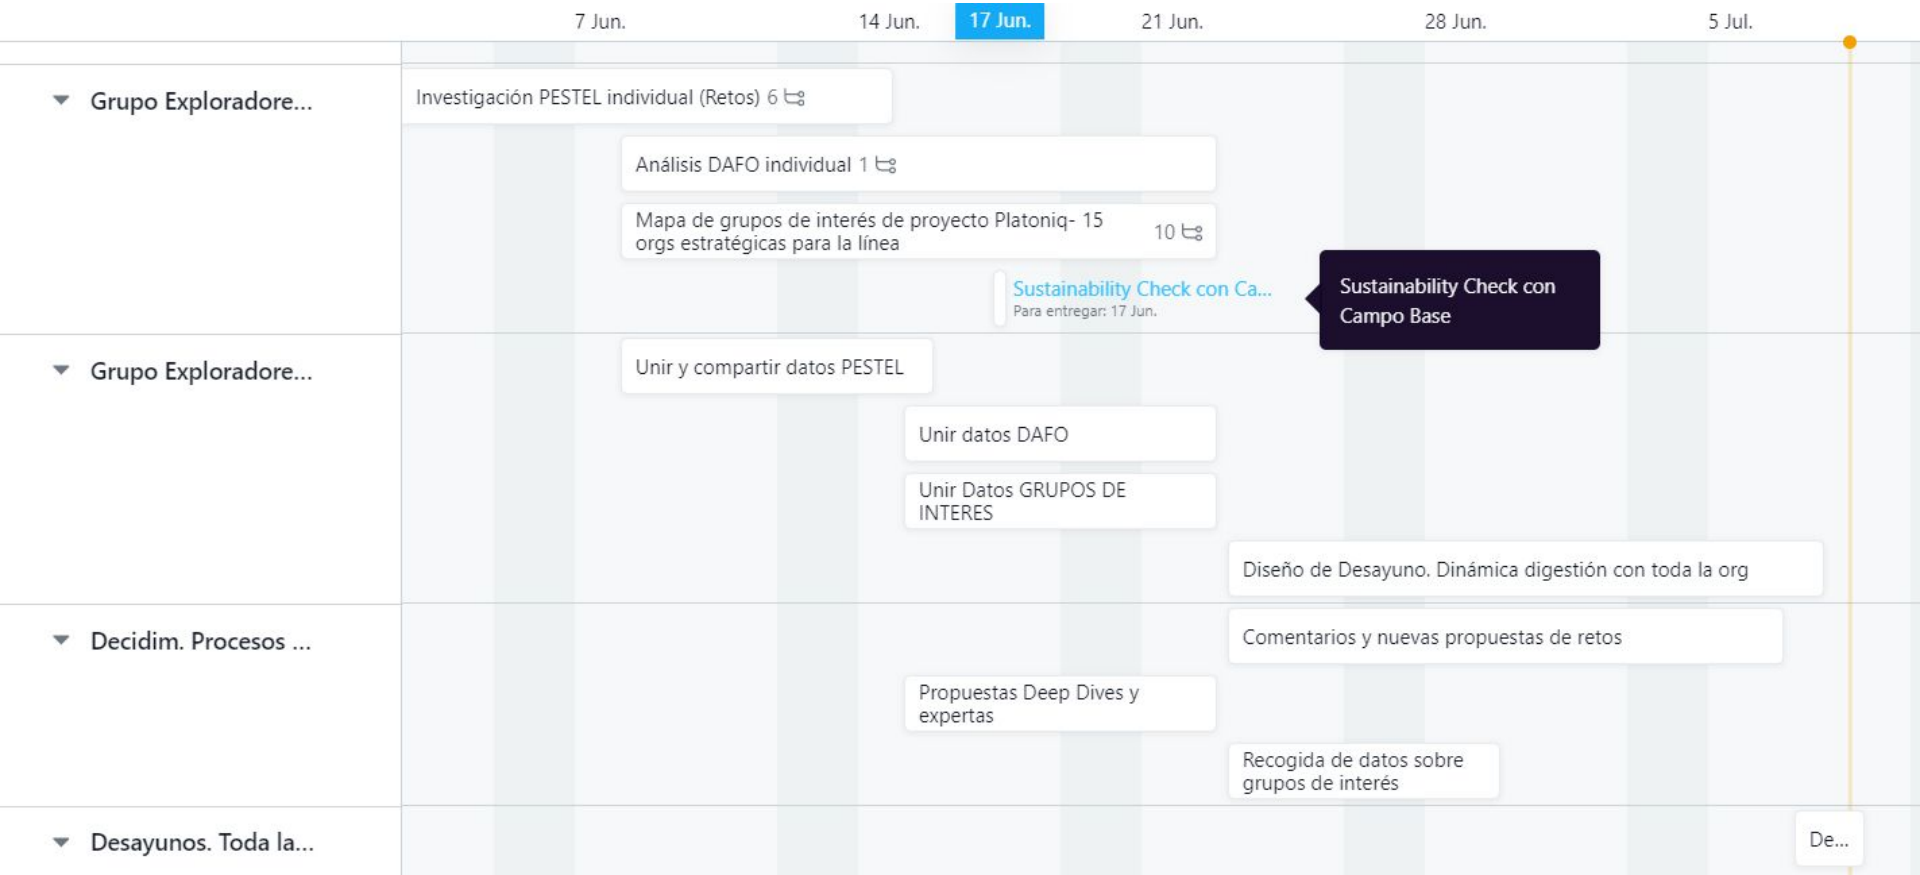 7 Jun.
14 Jun.
17 Jun.
21 Jun.
28 Jun.
5 Jul.
Grupo Exploradore...
Investigación PESTEL individual (Retos) 6
Análisis DAFO individual 1
Mapa de grupos de interés de proyecto Platoniq- 15
orgs estratégicas para la línea
10
Sustainability Check con Ca...
Para entregar: 17 Jun.
Sustainability Check con
Campo Base
Grupo Exploradore...
Unir y compartir datos PESTEL
Unir datos DAFO
Unir Datos GRUPOS DE
INTERES
Diseño de Desayuno. Dinámica digestión con toda la org
Decidim. Procesos ...
Comentarios y nuevas propuestas de retos
Propuestas Deep Dives y
expertas
Recogida de datos sobre
grupos de interés
Desayunos. Toda la...
De...